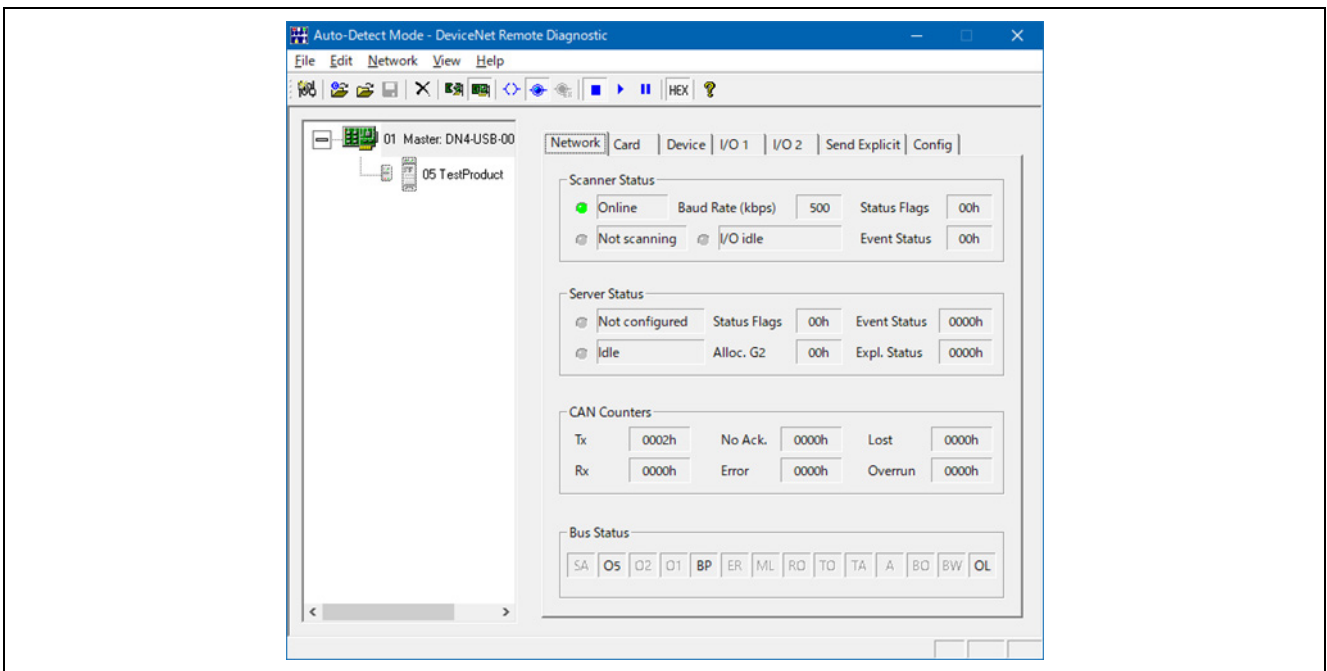 Auto-Detect Mode - DeviceNet Remote Diagnostic
File Edit Network View Help
HEX
01 Master: DN4-USB-00
05 TestProduct
Network Card Device I/O 1 I/O 2 Send Explicit Config
Scanner Status
Online Baud Rate (kbps) 500 Status Flags 00h
Not scanning I/O idle Event Status 00h
Server Status
Not configured Status Flags 00h Event Status 0000h
Idle Alloc. G2 00h Expl. Status 0000h
CAN Counters
Tx 0002h No Ack. 0000h Lost 0000h
Rx 0000h Error 0000h Overrun 0000h
Bus Status
SA O5 O2 O1 BP ER ML RO TO TA A BO BW OL